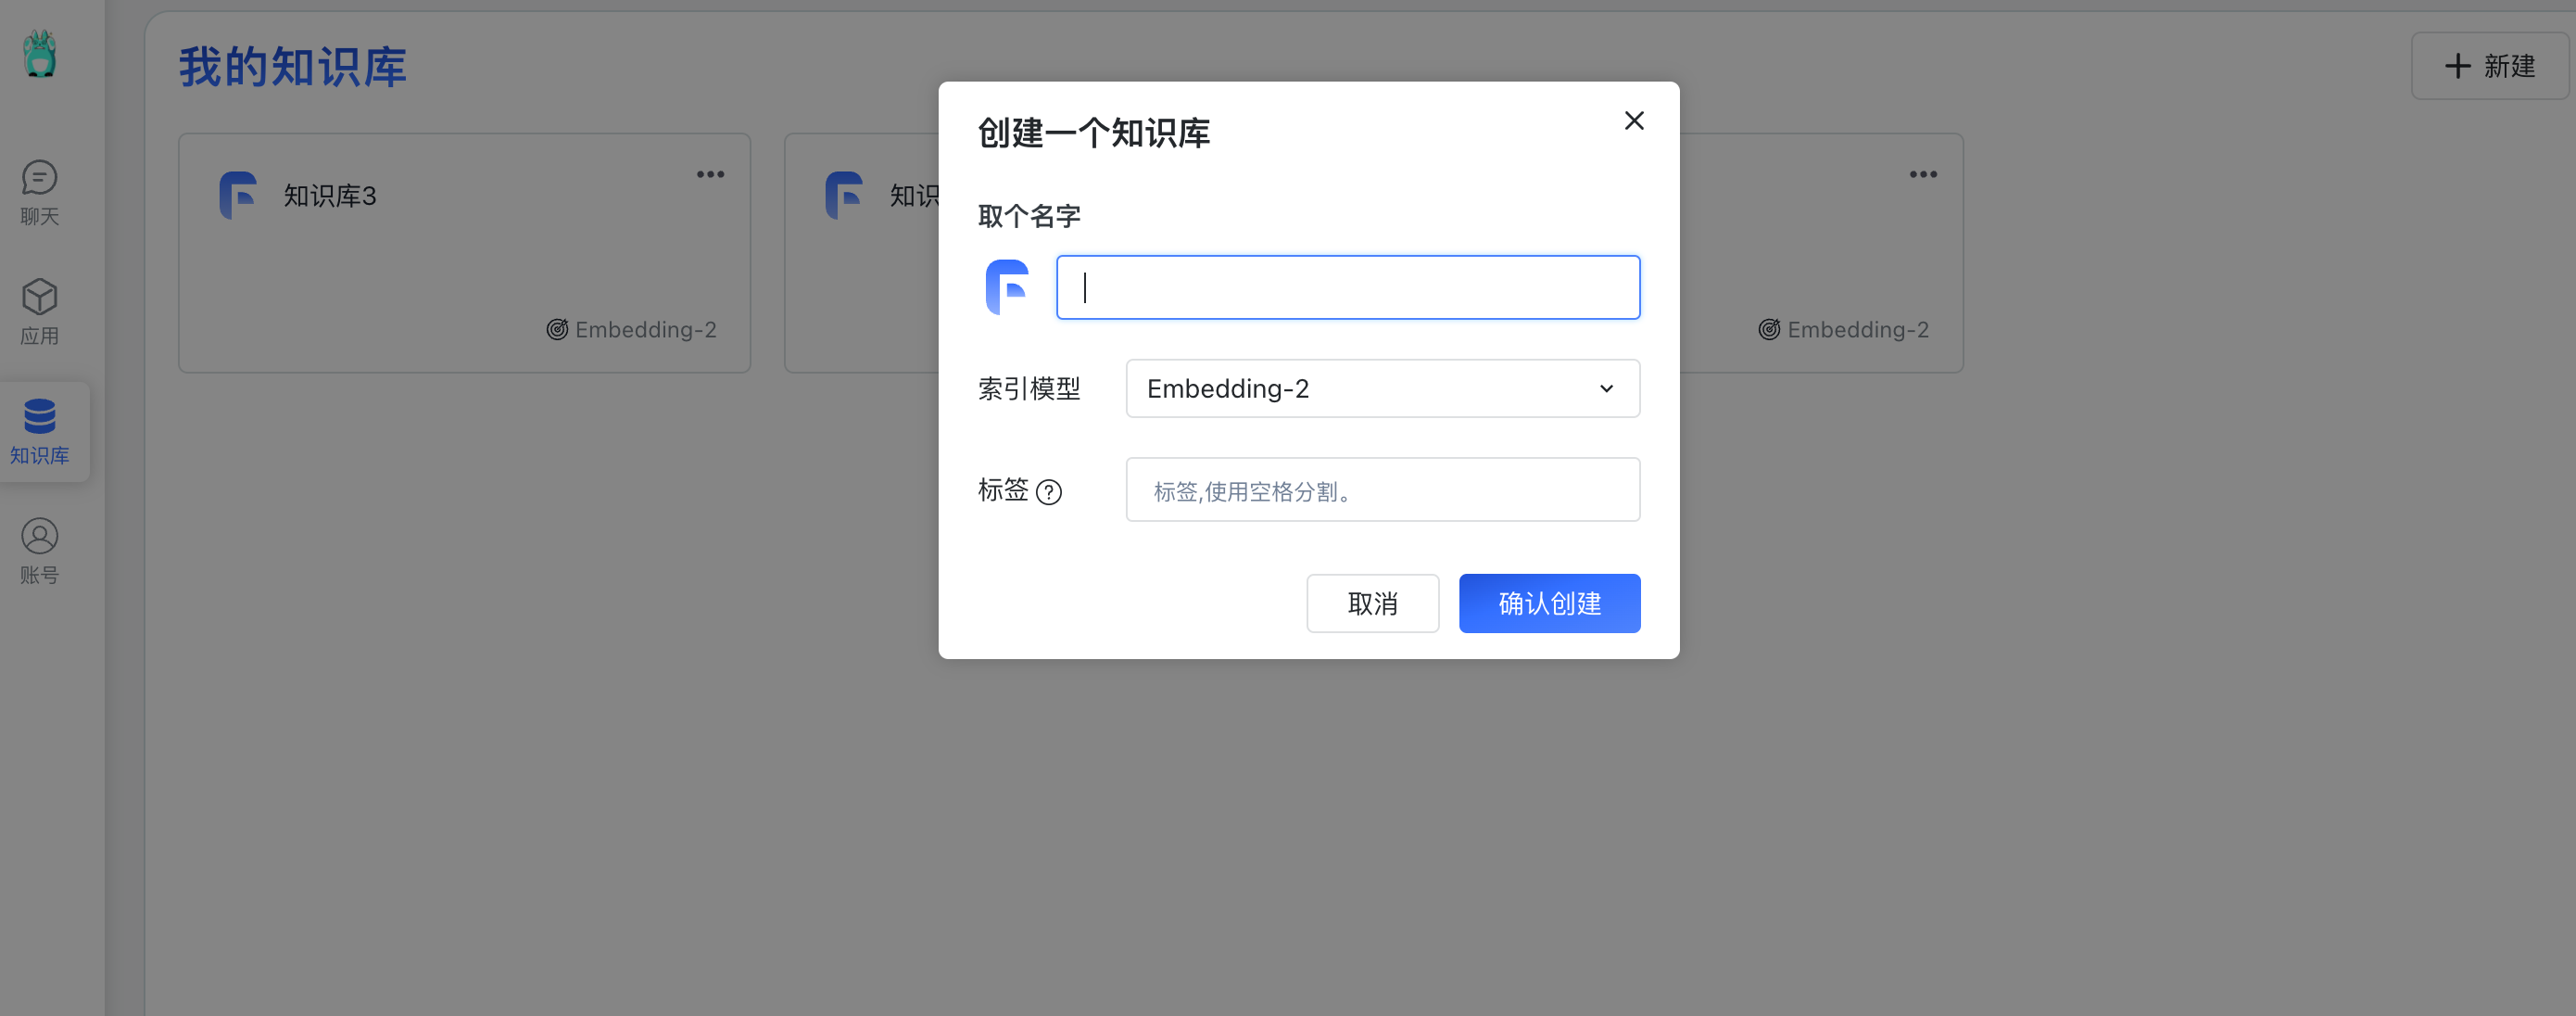 我的知识库
新建
聊天
应用
知识库
账号
知识库3
Embedding-2
知识
Embedding-2
创建一个知识库
取个名字
索引模型
Embedding-2
标签
标签,使用空格分割。
取消
确认创建